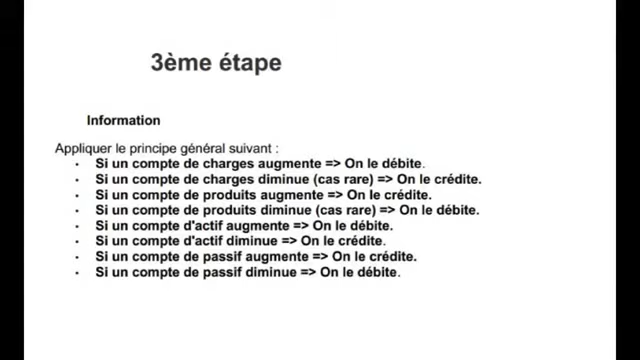 3ème étape
Information
Appliquer le principe général suivant :
• Si un compte de charges augmente => On le débite.
• Si un compte de charges diminue (cas rare) => On le crédite.
• Si un compte de produits augmente => On le crédite.
• Si un compte de produits diminue (cas rare) => On le débite.
• Si un compte d'actif augmente => On le débite.
• Si un compte d'actif diminue => On le crédite.
• Si un compte de passif augmente => On le crédite.
• Si un compte de passif diminue => On le débite.